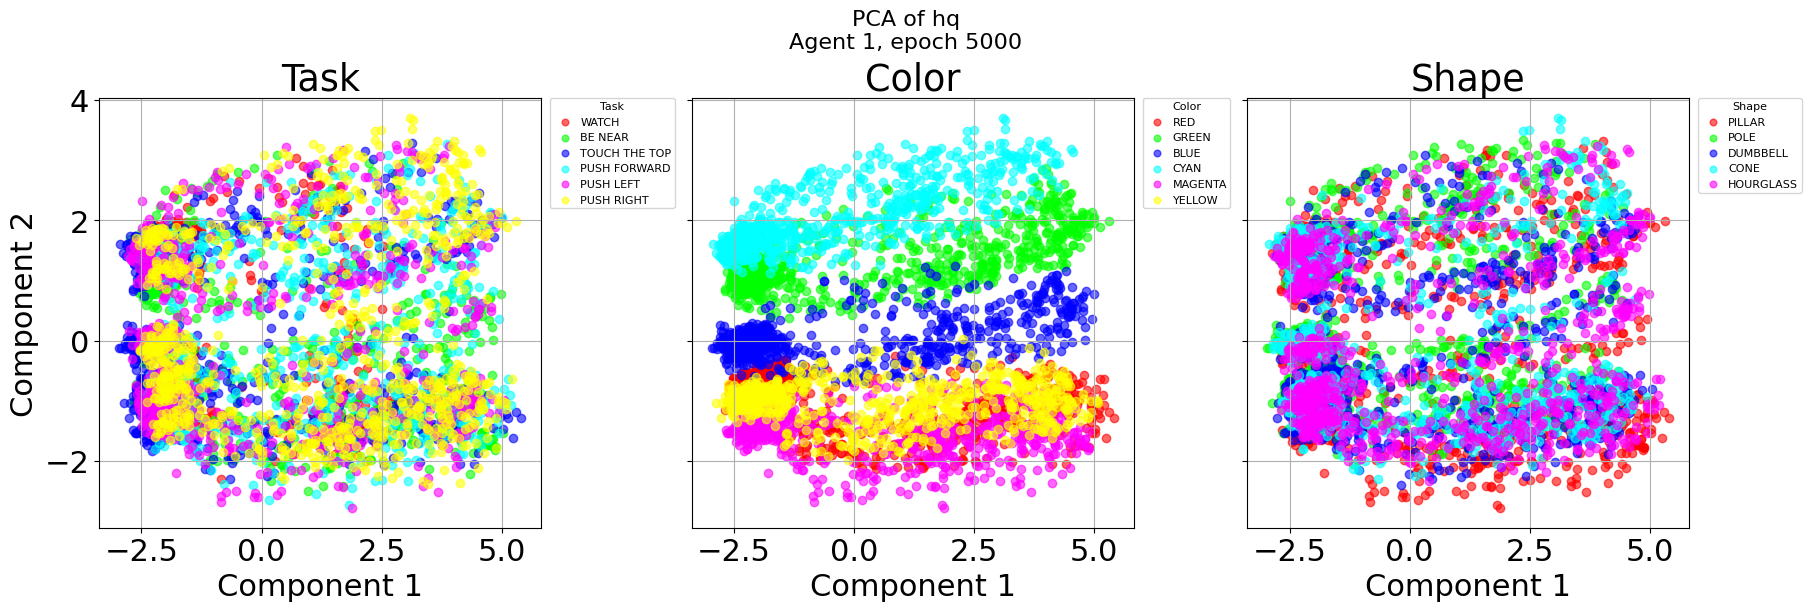 PCA of hq
Agent 1, epoch 5000
Task
Color
Shape
Component 2
4
2
0
−2
−2.5 0.0 2.5 5.0
Component 1
−2.5 0.0 2.5 5.0
Component 1
−2.5 0.0 2.5 5.0
Component 1
Task
WATCH
BE NEAR
TOUCH THE TOP
PUSH FORWARD
PUSH LEFT
PUSH RIGHT
Color
RED
GREEN
BLUE
CYAN
MAGENTA
YELLOW
Shape
PILLAR
POLE
DUMBBELL
CONE
HOURGLASS